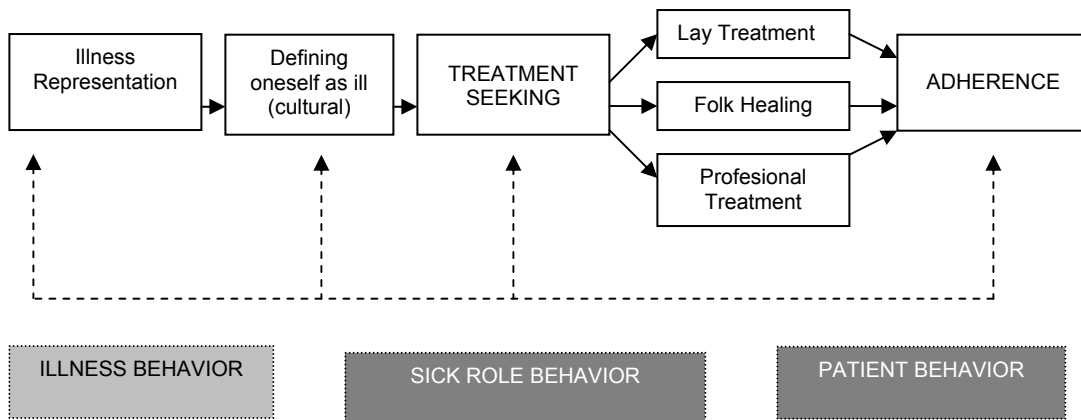 Illness
Representation
Defining
oneself as ill
(cultural)
TREATMENT
SEEKING
Lay Treatment
Folk Healing
Profesional
Treatment
ADHERENCE
ILLNESS BEHAVIOR
SICK ROLE BEHAVIOR
PATIENT BEHAVIOR